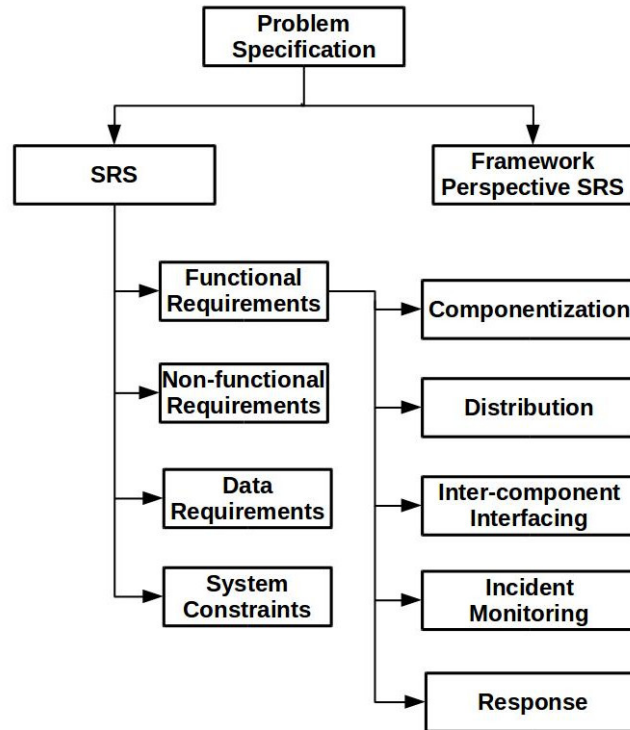 Problem
Specification
SRS
Framework
Perspective SRS
Functional
Requirements
Componentization
Non-functional
Requirements
Distribution
Data
Requirements
Inter-component
Interfacing
System
Constraints
Incident
Monitoring
Response